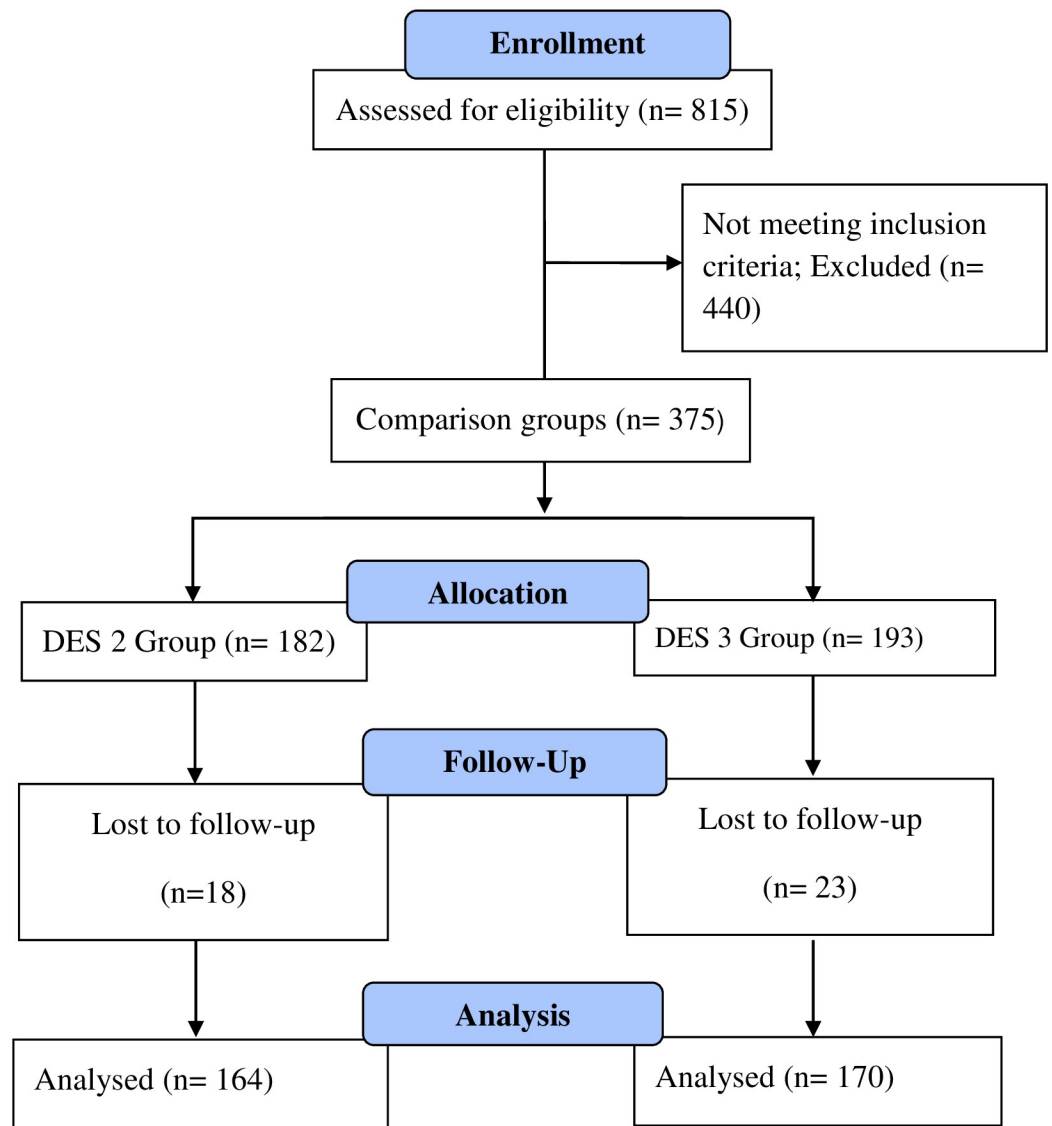 Enrollment
Assessed for eligibility (n= 815)
Not meeting inclusion
criteria; Excluded (n=
440)
Comparison groups (n= 375)
Allocation
DES 2 Group (n= 182)
DES 3 Group (n= 193)
Follow-Up
Lost to follow-up
(n=18)
Lost to follow-up
(n= 23)
Analysis
Analysed (n= 164)
Analysed (n= 170)